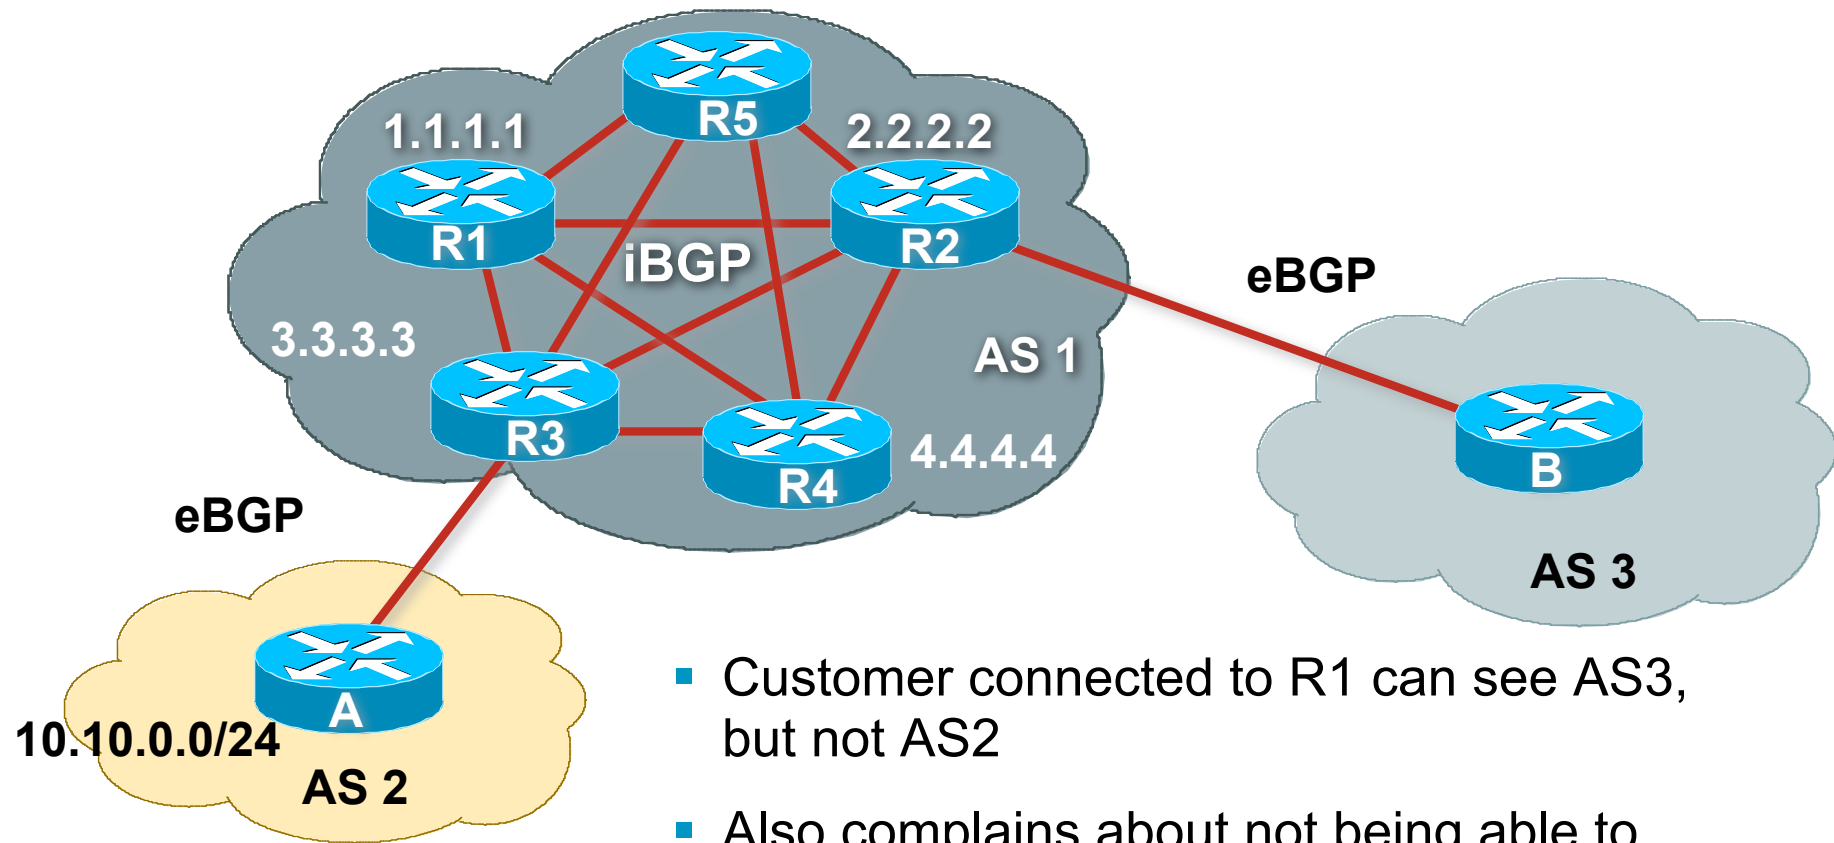 R5
1.1.1.1
2.2.2.2
R1
iBGP
R2
eBGP
3.3.3.3
AS 1
R3
4.4.4.4
R4
B
eBGP
AS 3
A
10.10.0.0/24
AS 2
Customer connected to R1 can see AS3,
but not AS2
Also complains about not being able to